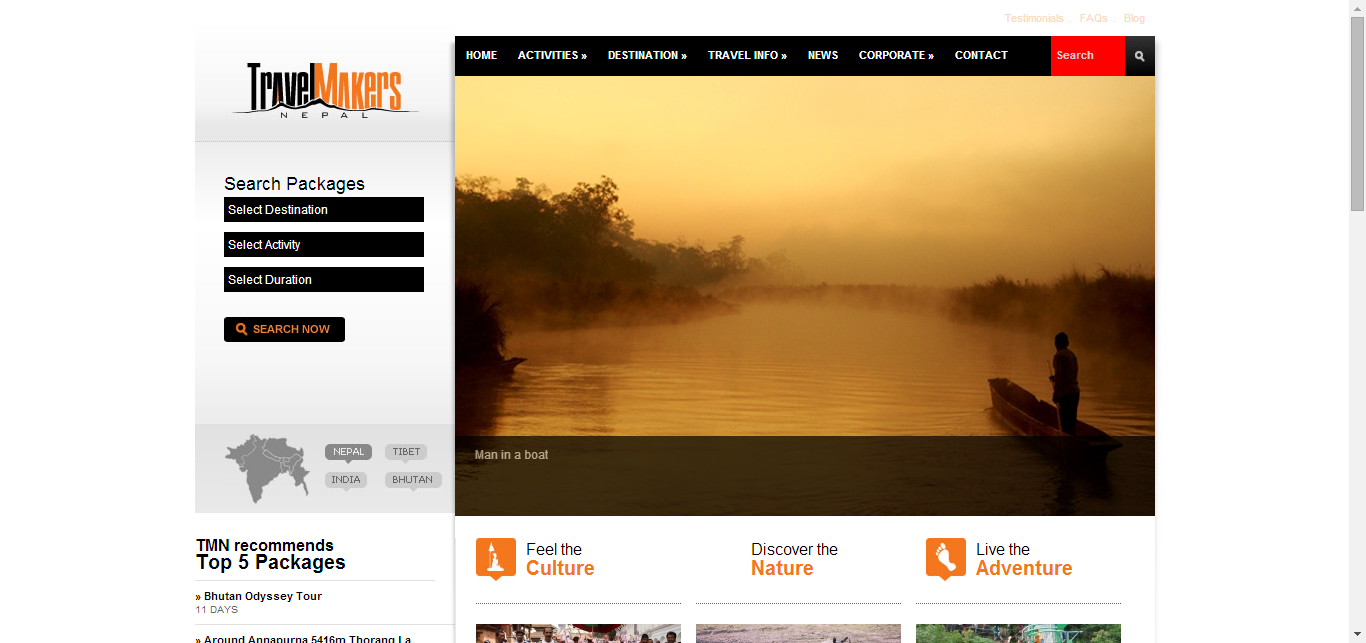 Testimonials . FAQs . Blog
TravelMakers
NEPAL
HOME ACTIVITIES » DESTINATION » TRAVEL INFO » NEWS CORPORATE » CONTACT Search
Search Packages
Select Destination
Select Activity
Select Duration
SEARCH NOW
NEPAL TIBET
INDIA BHUTAN
Man in a boat
TMN recommends
Top 5 Packages
» Bhutan Odyssey Tour
11 DAYS
» Around Annapurna 5416m Thorang La
Feel the
Culture
Discover the
Nature
Live the
Adventure